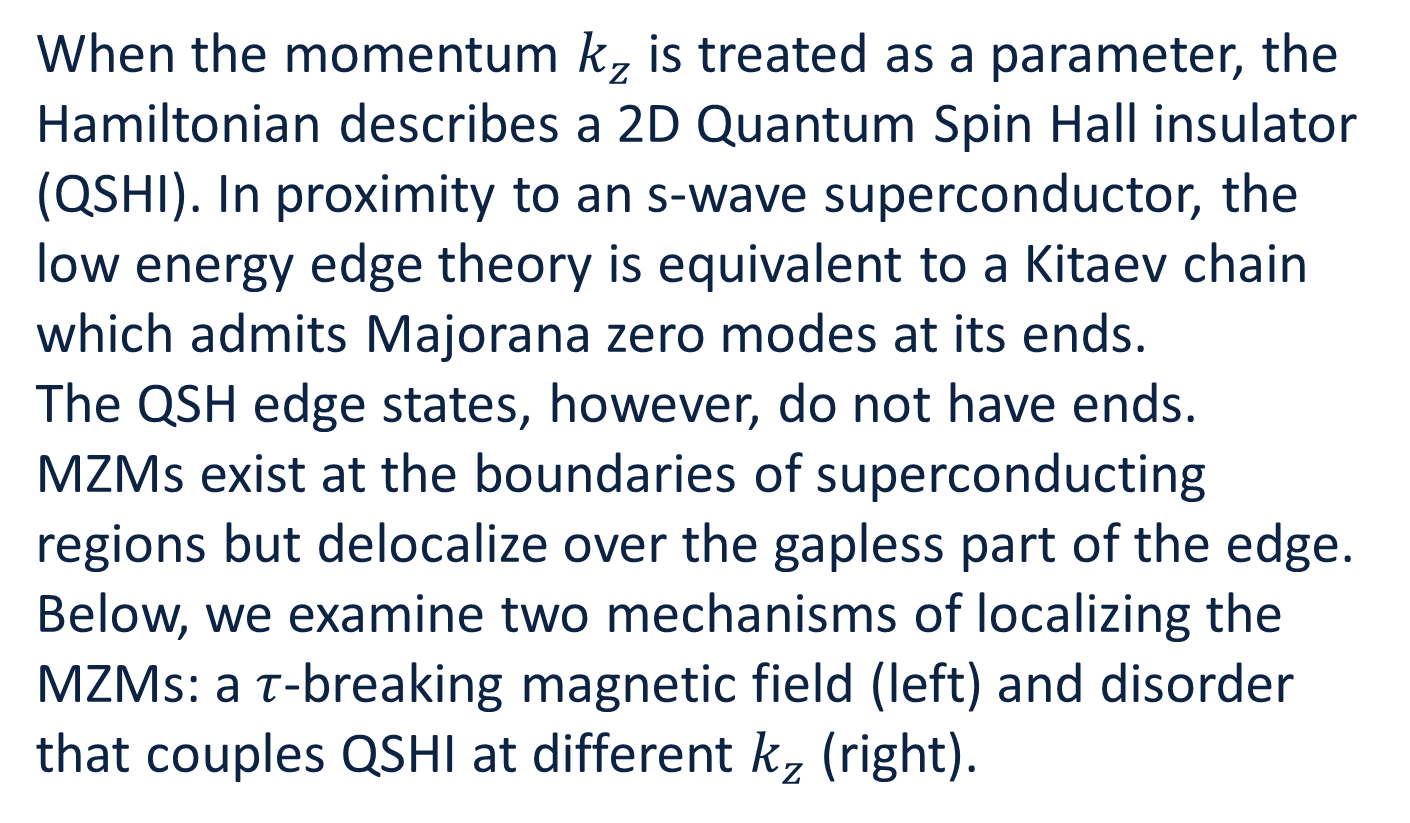 When the momentum k_z is treated as a parameter, the
Hamiltonian describes a 2D Quantum Spin Hall insulator
(QSHI). In proximity to an s-wave superconductor, the
low energy edge theory is equivalent to a Kitaev chain
which admits Majorana zero modes at its ends.
The QSH edge states, however, do not have ends.
MZMs exist at the boundaries of superconducting
regions but delocalize over the gapless part of the edge.
Below, we examine two mechanisms of localizing the
MZMs: a τ-breaking magnetic field (left) and disorder
that couples QSHI at different k_z (right).